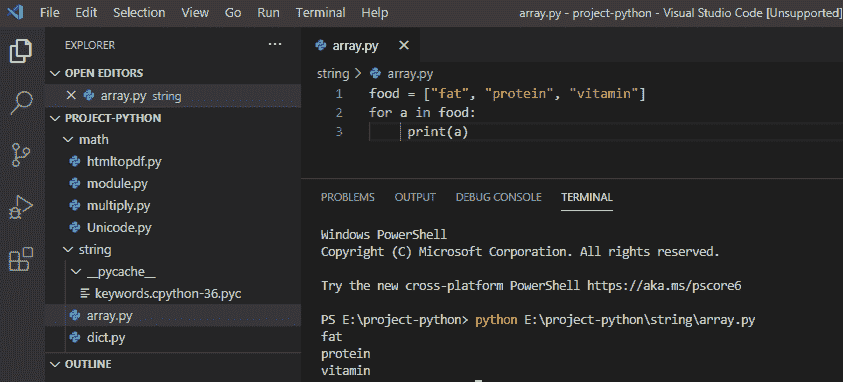 File Edit Selection View Go Run Terminal Help array.py - project-python - Visual Studio Code [Unsupported]
EXPLORER ...
OPEN EDITORS
array.py string
PROJECT-PYTHON
math
htmltopdf.py
module.py
multiply.py
Unicode.py
string
__pycache__
keywords.cpython-36.pyc
array.py
dict.py
OUTLINE
array.py
string > array.py
1 food = ["fat", "protein", "vitamin"]
2 for a in food:
3     print(a)
PROBLEMS OUTPUT DEBUG CONSOLE TERMINAL
Windows PowerShell
Copyright (C) Microsoft Corporation. All rights reserved.
Try the new cross-platform PowerShell https://aka.ms/pscore6
PS E:\project-python> python E:\project-python\string\array.py
fat
protein
vitamin